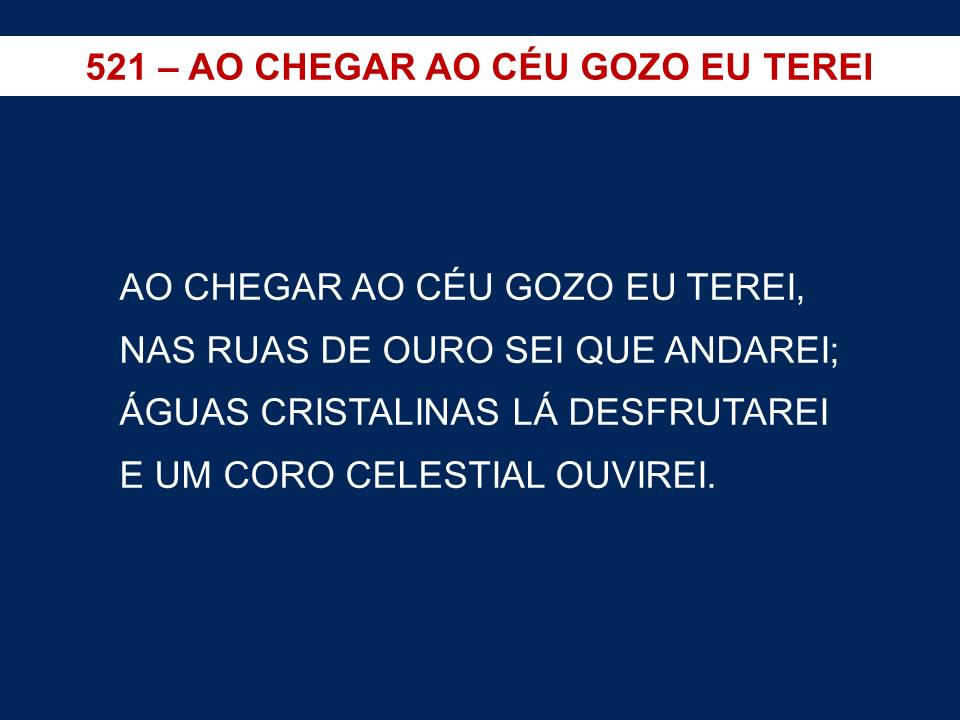 521 – AO CHEGAR AO CÉU GOZO EU TEREI
AO CHEGAR AO CÉU GOZO EU TEREI,
NAS RUAS DE OURO SEI QUE ANDAREI;
ÁGUAS CRISTALINAS LÁ DESFRUTAREI
E UM CORO CELESTIAL OUVIREI.